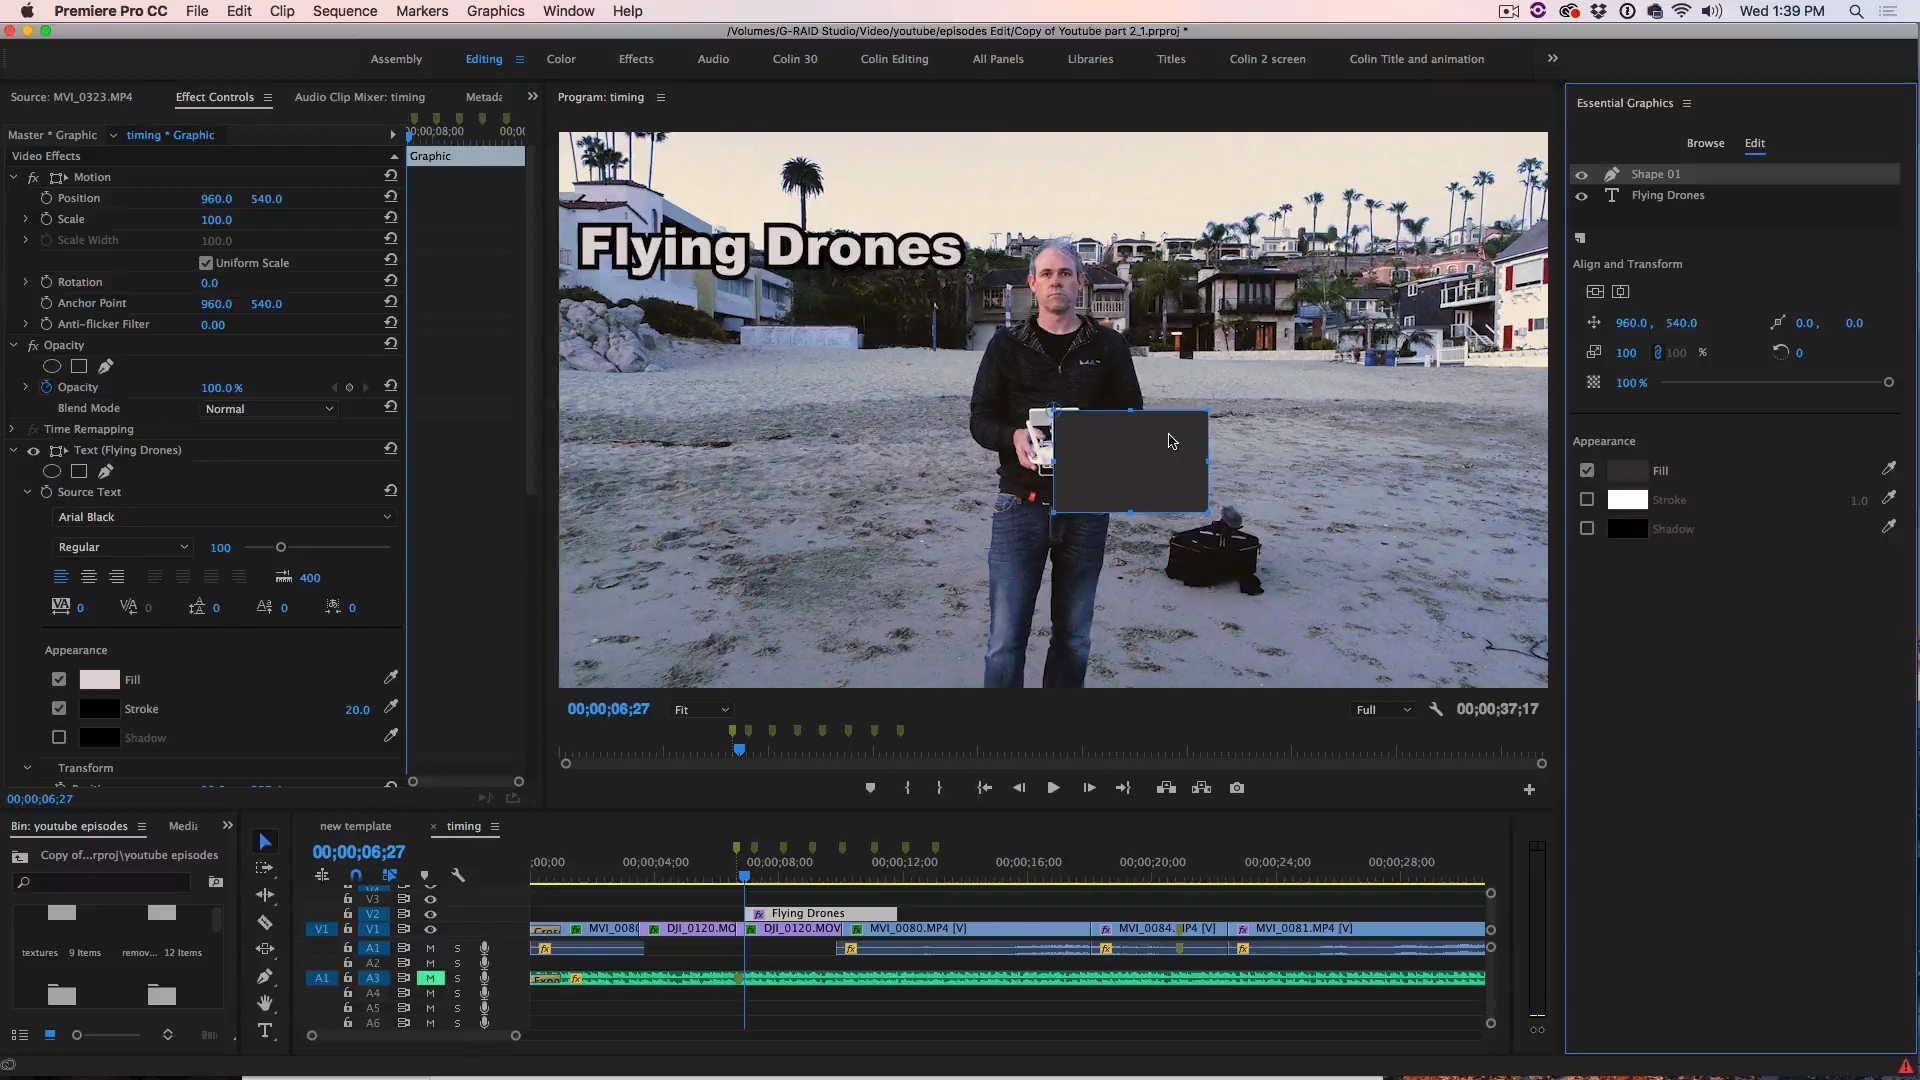 Premiere Pro CC File Edit Clip Sequence Markers Graphics Window Help Wed 1:39 PM
/Volumes/G-RAID Studio/Video/youtube/episodes Edit/Copy of Youtube part 2_1.prproj *
Assembly Editing Color Effects Audio Colin 30 Colin Editing All Panels Libraries Titles Colin 2 screen Colin Title and animation
Source: MVI_0323.MP4 Effect Controls Audio Clip Mixer: timing Metada
Program: timing
Essential Graphics
Browse Edit
Shape 01
Flying Drones
Align and Transform
960.0, 540.0 0.0, 0.0
100 100 % 0
100 %
Appearance
Fill
Stroke 1.0
Shadow
Master * Graphic timing * Graphic
00;00;08;00 00;0
Video Effects
Graphic
Motion
Position 960.0 540.0
Scale 100.0
Scale Width 100.0
Uniform Scale
Rotation 0.0
Anchor Point 960.0 540.0
Anti-flicker Filter 0.00
Opacity
Opacity 100.0 %
Blend Mode Normal
Time Remapping
Text (Flying Drones)
Source Text
Arial Black
Regular 100
400
0 0 0 0 0
Appearance
Fill
Stroke 20.0
Shadow
Transform
00;00;06;27
Flying Drones
00;00;06;27 Fit Full 00;00;37;17
Bin: youtube episodes Media
Copy of...rproj\youtube episodes
textures 9 Items remov... 12 Items
new template × timing
00;00;06;27
;00;00 00;00;04;00 00;00;08;00 00;00;12;00 00;00;16;00 00;00;20;00 00;00;24;00 00;00;28;00
V3
V2 Flying Drones
V1 V1 MVI_0080 DJI_0120.MO DJI_0120.MOV MVI_0080.MP4 [V] MVI_0084.MP4 [V] MVI_0081.MP4 [V]
A1 M S
A2 M S
A1 A3 M S
A4 M S
A5 M S
A6 M S